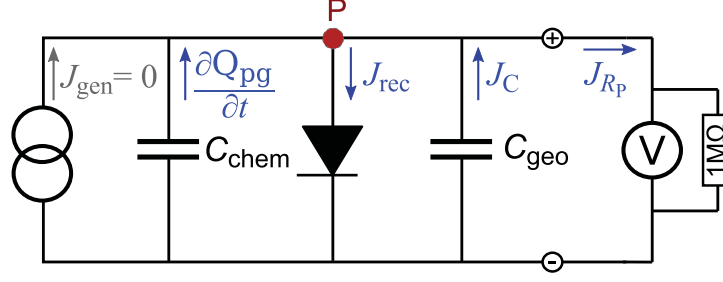 P
J_gen = 0
∂Q_pg/∂t
J_rec
J_C
+
J_R_P
C_chem
C_geo
V
1MΩ
-